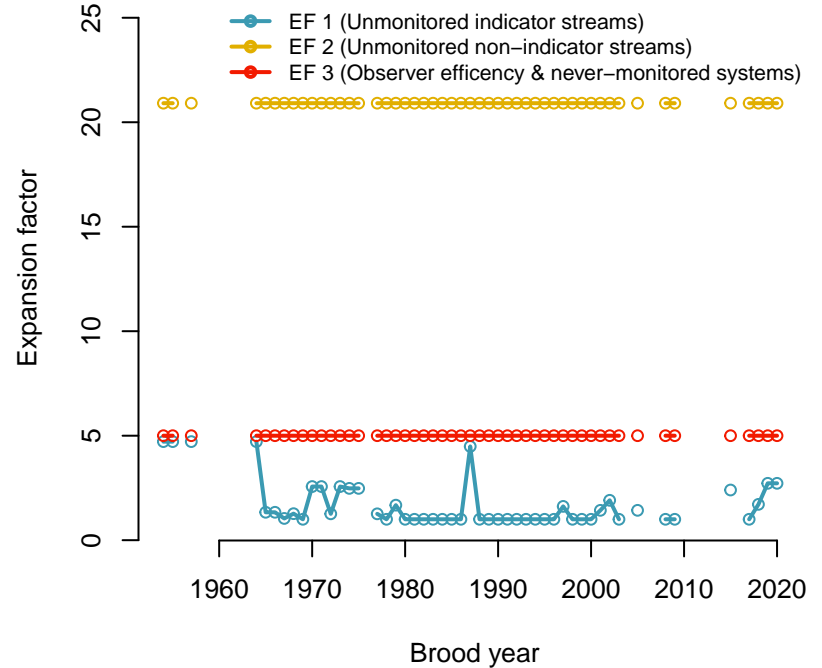 EF 1 (Unmonitored indicator streams)
EF 2 (Unmonitored non−indicator streams)
EF 3 (Observer efficency & never−monitored systems)
Expansion factor
25
20
15
10
5
0
1960 1970 1980 1990 2000 2010 2020
Brood year